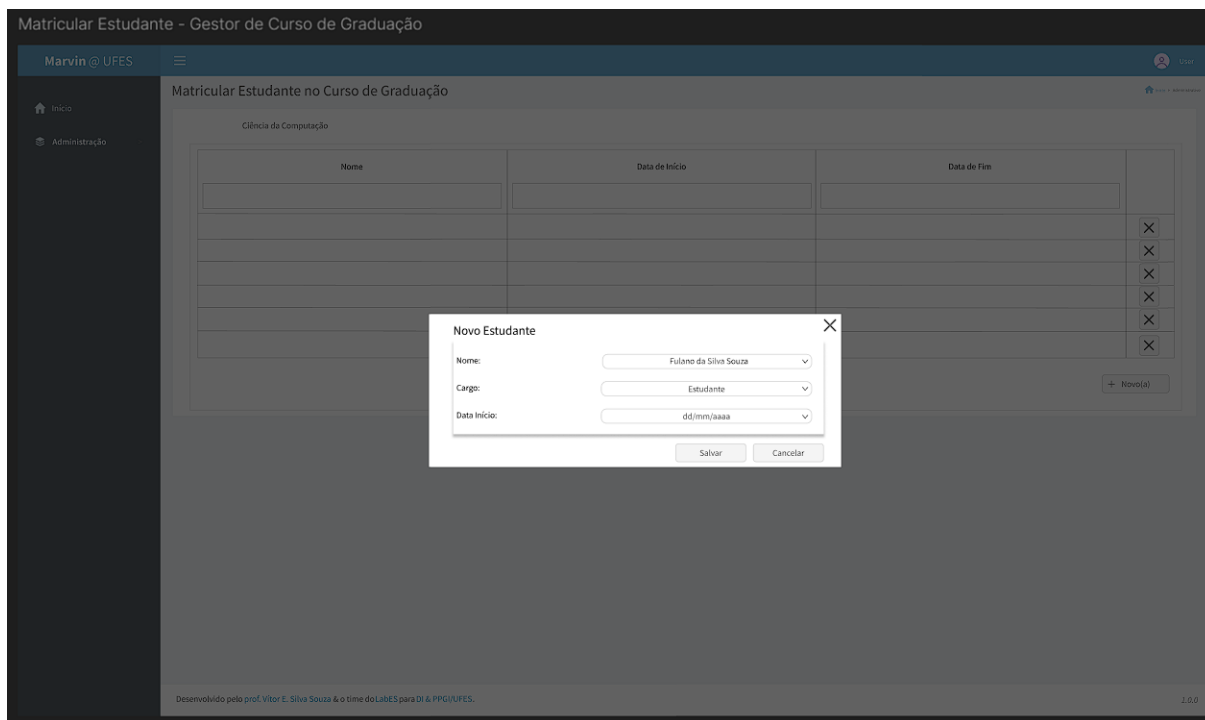 Matricular Estudante - Gestor de Curso de Graduação
Marvin @ UFES
User
Matricular Estudante no Curso de Graduação
Início
Administração
Ciência da Computação
Nome Data de Início Data de Fim
Novo Estudante
Nome: Fulano da Silva Souza
Cargo: Estudante
Data Início: dd/mm/aaaa
Salvar Cancelar
+ Novo(a)
Desenvolvido pelo prof. Vítor E. Silva Souza & o time do LabES para DI & PPGI/UFES.
1.0.0